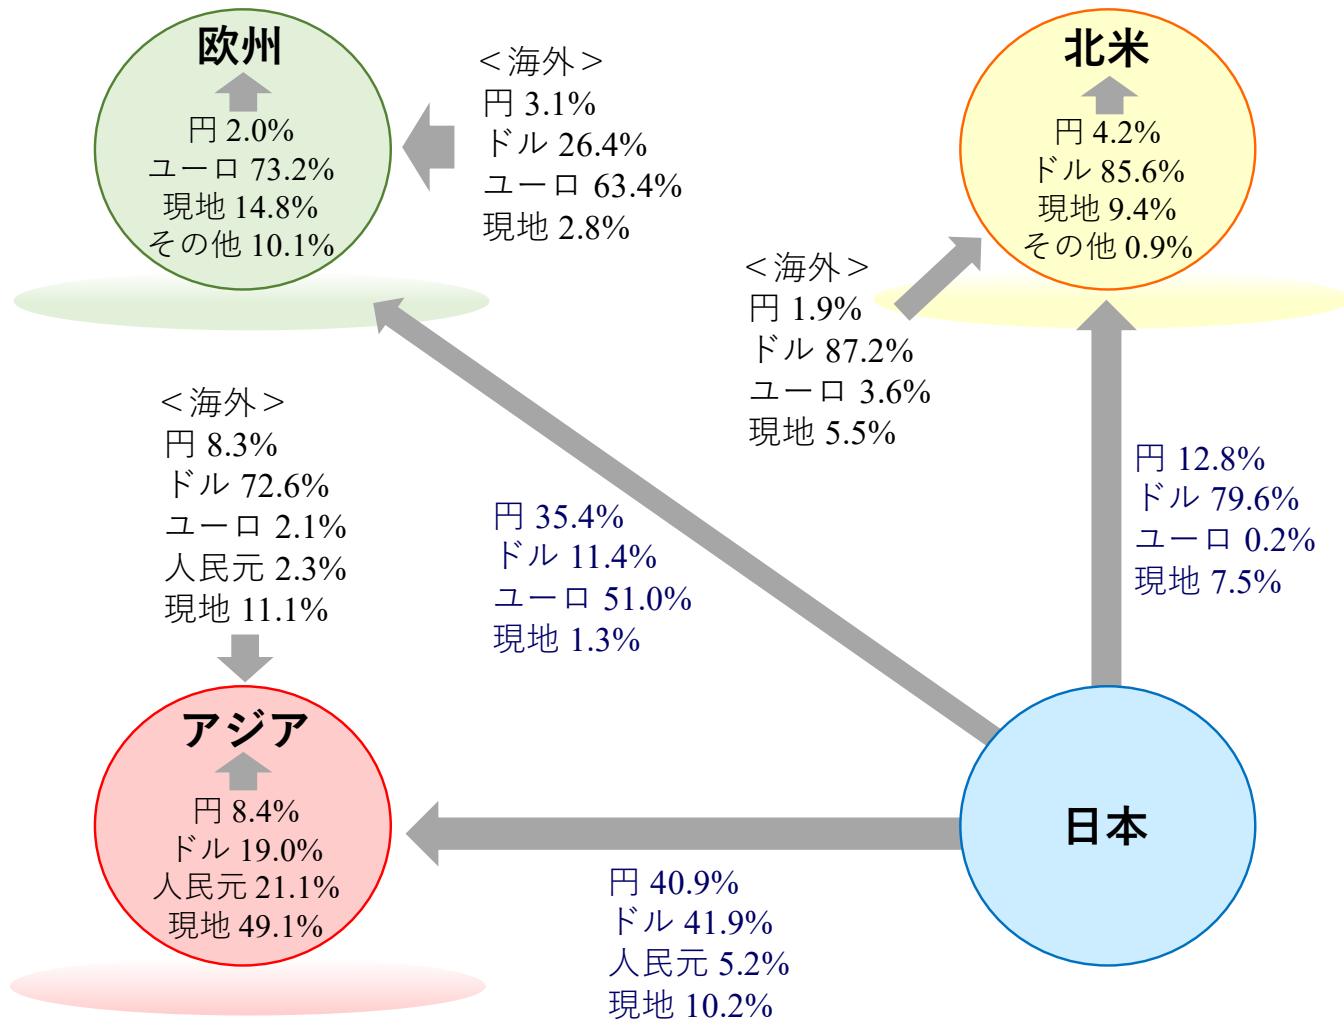 欧州
円 2.0%
ユーロ 73.2%
現地 14.8%
その他 10.1%
＜海外＞
円 3.1%
ドル 26.4%
ユーロ 63.4%
現地 2.8%
北米
円 4.2%
ドル 85.6%
現地 9.4%
その他 0.9%
＜海外＞
円 1.9%
ドル 87.2%
ユーロ 3.6%
現地 5.5%
＜海外＞
円 8.3%
ドル 72.6%
ユーロ 2.1%
人民元 2.3%
現地 11.1%
円 35.4%
ドル 11.4%
ユーロ 51.0%
現地 1.3%
円 12.8%
ドル 79.6%
ユーロ 0.2%
現地 7.5%
アジア
円 8.4%
ドル 19.0%
人民元 21.1%
現地 49.1%
円 40.9%
ドル 41.9%
人民元 5.2%
現地 10.2%
日本